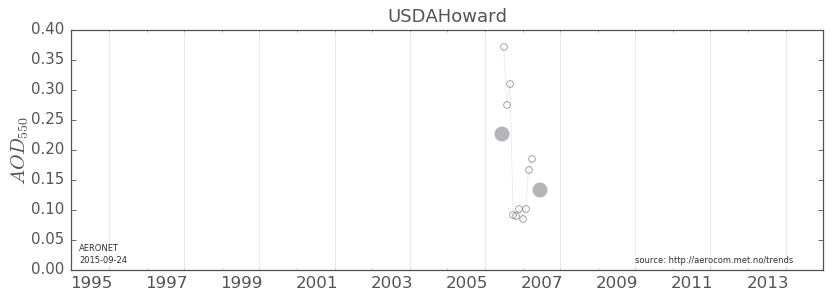 USDAHoward
0.40
0.35
0.30
0.25
0.20
0.15
0.10
0.05
0.00
AOD550
AERONET
2015-09-24
source: http://aerocom.met.no/trends
1995 1997 1999 2001 2003 2005 2007 2009 2011 2013